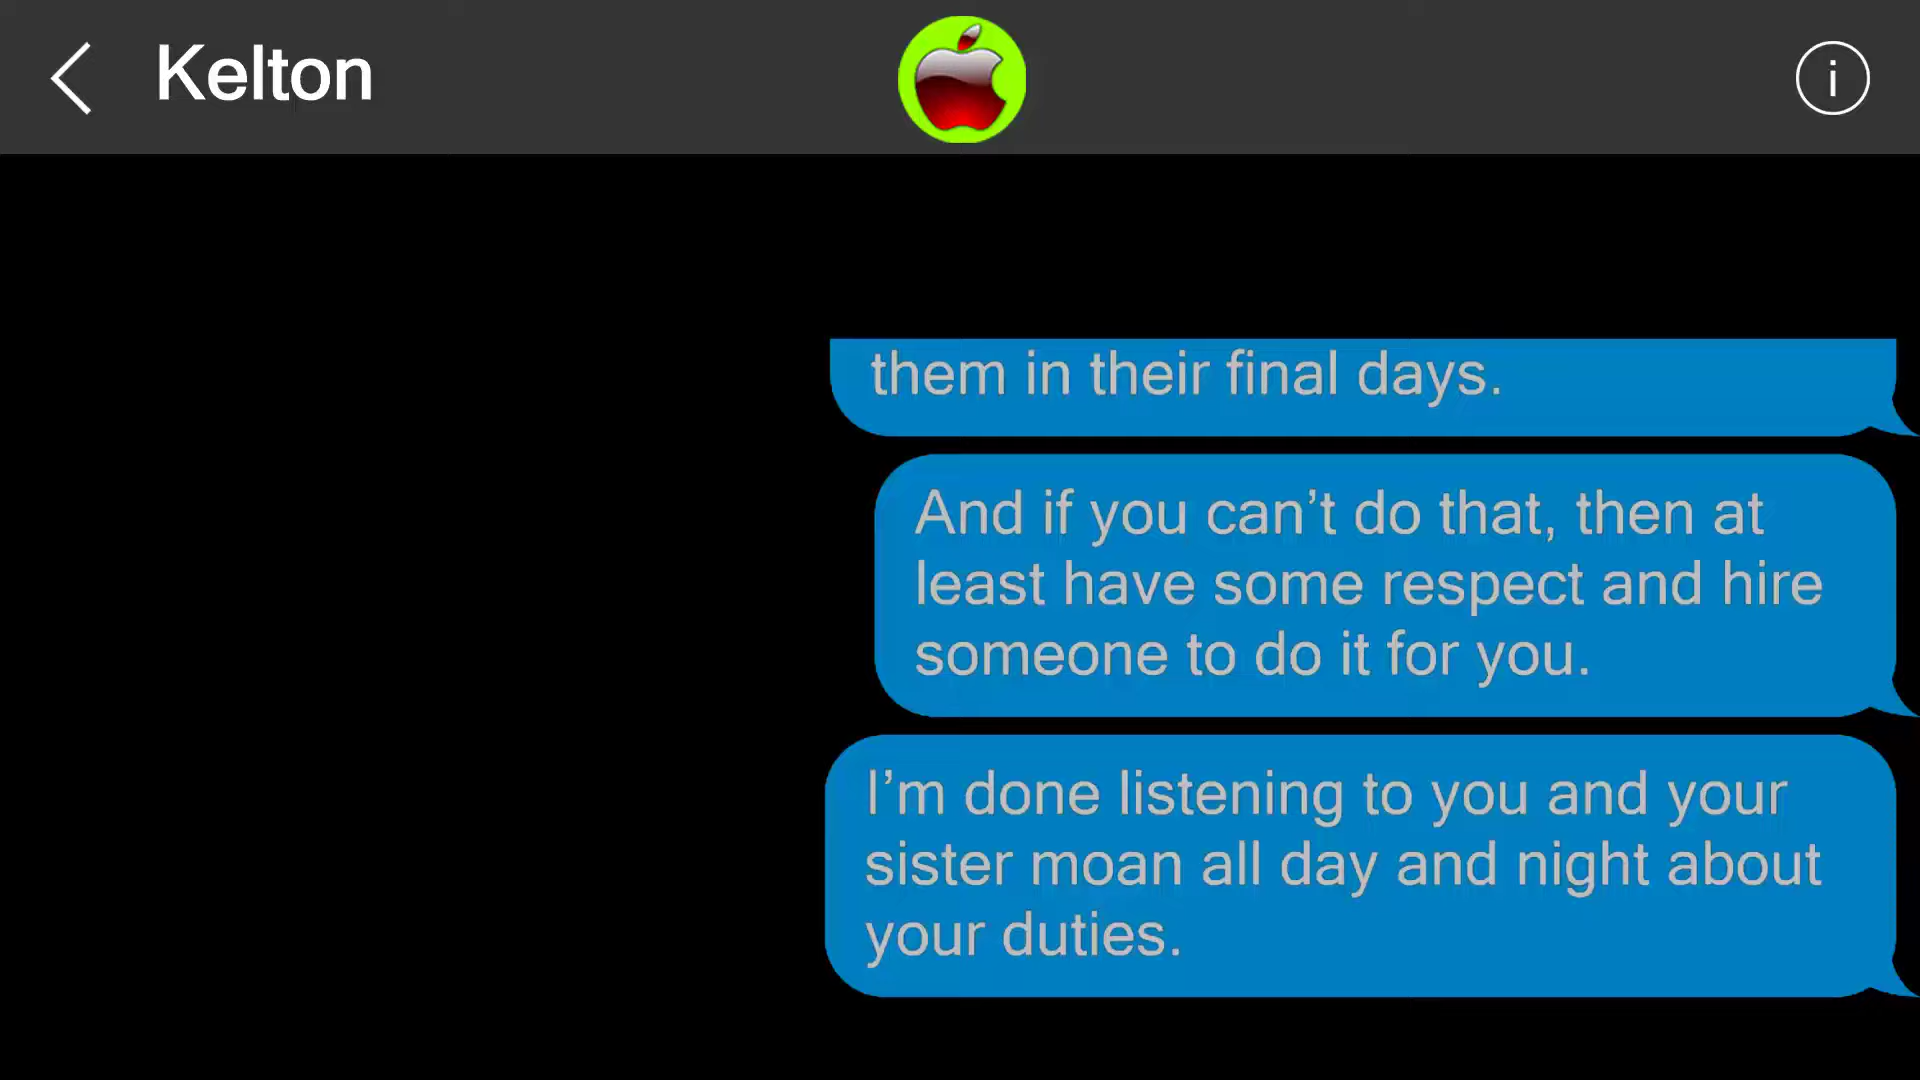 Kelton
them in their final days.
And if you can’t do that, then at
least have some respect and hire
someone to do it for you.
I’m done listening to you and your
sister moan all day and night about
your duties.